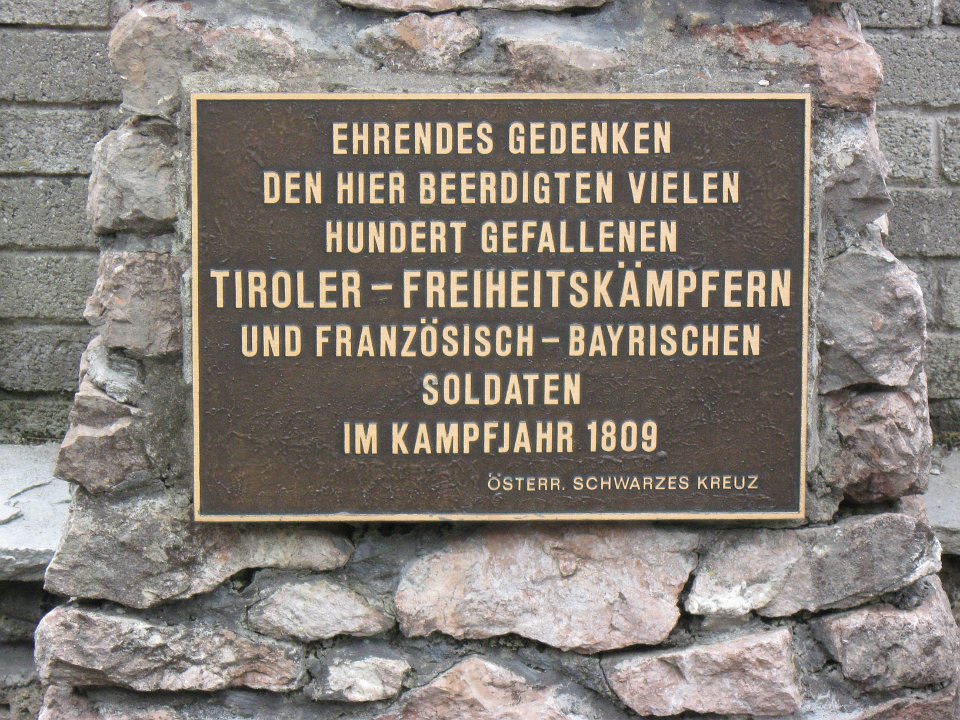 EHRENDES GEDENKEN
DEN HIER BEERDIGTEN VIELEN
HUNDERT GEFALLENEN
TIROLER – FREIHEITSKÄMPFERN
UND FRANZÖSISCH – BAYRISCHEN
SOLDATEN
IM KAMPFJAHR 1809
ÖSTERR. SCHWARZES KREUZ